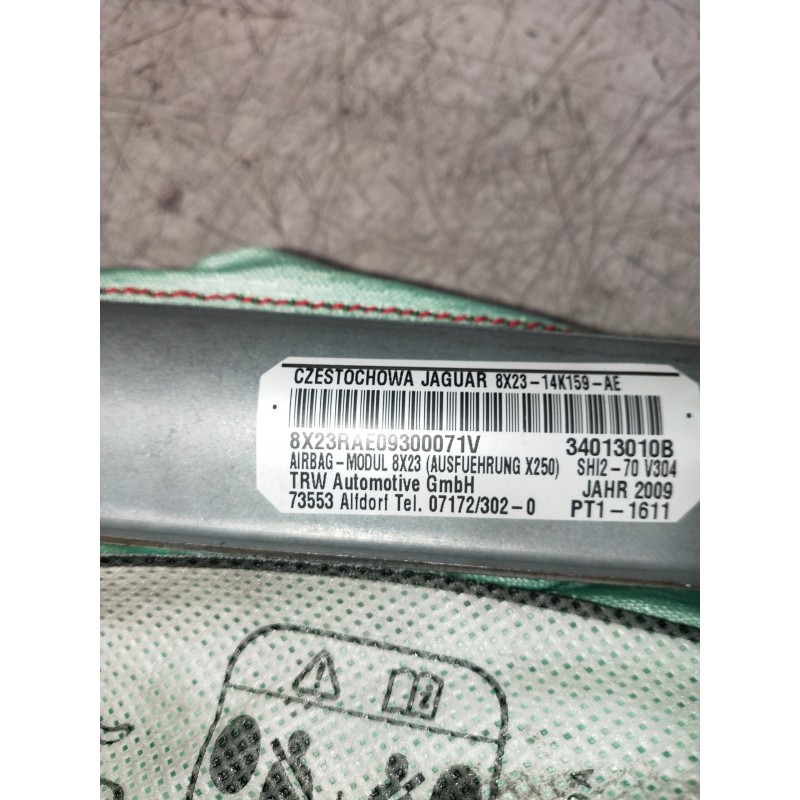 CZESTOCHOWA JAGUAR 8X23-14K159-AE
8X23RAE09300071V 34013010B
AIRBAG-MODUL 8X23 (AUSFUEHRUNG X250) SHI2-70 V304
TRW Automotive GmbH JAHR 2009
73553 Alfdorf Tel. 07172/302-0 PT1-1611